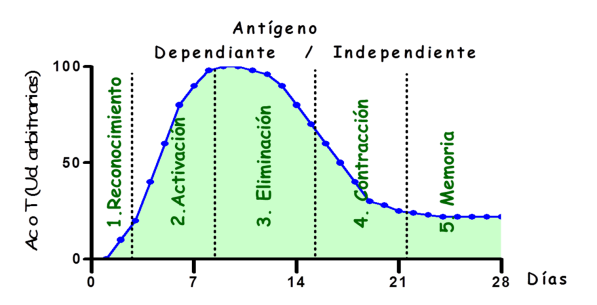 Antígeno
Dependiante / Independiente
Ac o T (Ud. arbitrarias)
100
50
0
1.Reconocimiento
2.Activación
3. Eliminación
4. Contracción
5 Memoria
0 7 14 21 28 Días